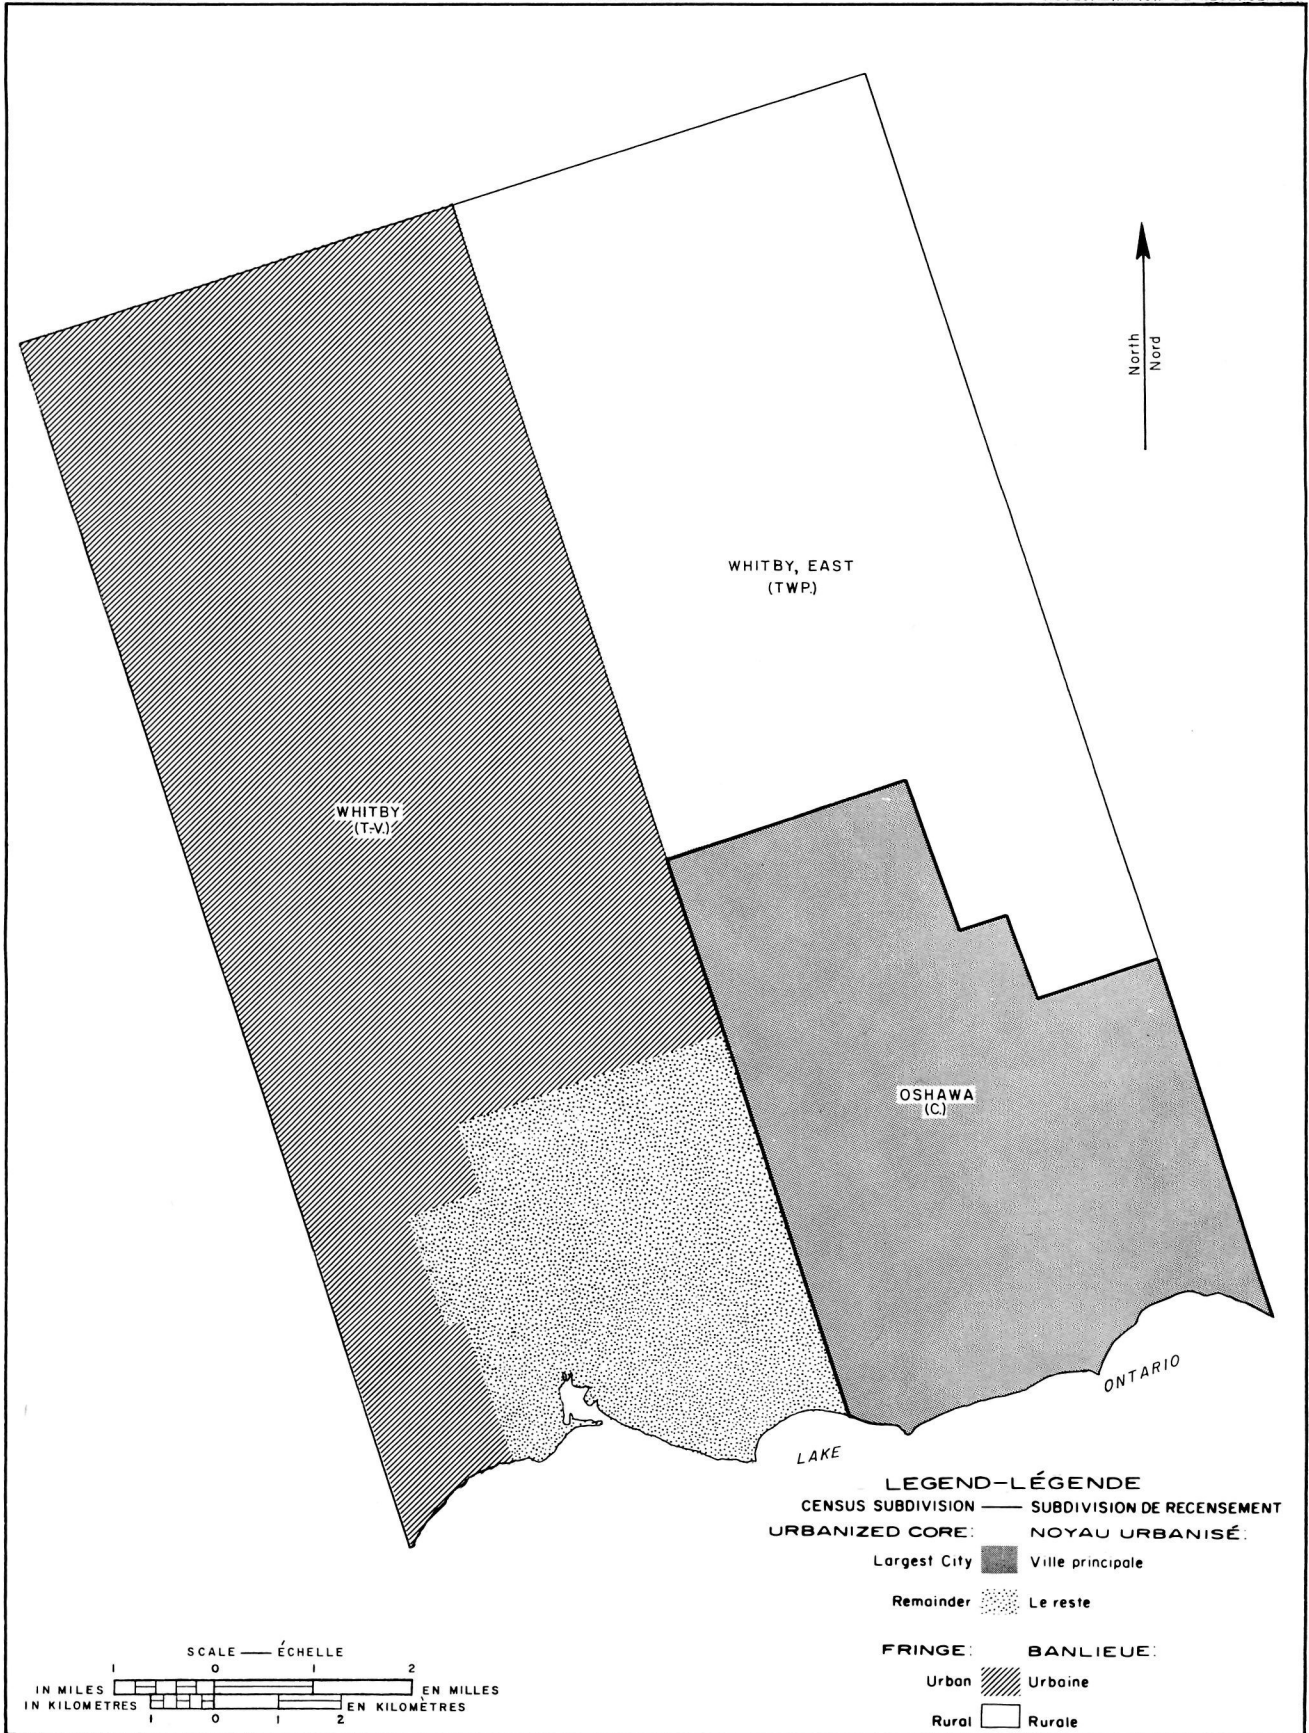 North
Nord
WHITBY, EAST
(TWP.)
WHITBY
(T.-V.)
OSHAWA
(C.)
LAKE ONTARIO
LEGEND–LÉGENDE
CENSUS SUBDIVISION —— SUBDIVISION DE RECENSEMENT
URBANIZED CORE: NOYAU URBANISÉ:
Largest City Ville principale
Remainder Le reste
FRINGE: BANLIEUE:
Urban Urbaine
Rural Rurale
SCALE —— ÉCHELLE
1 0 1 2
IN MILES EN MILLES
IN KILOMETRES EN KILOMÈTRES
1 0 1 2